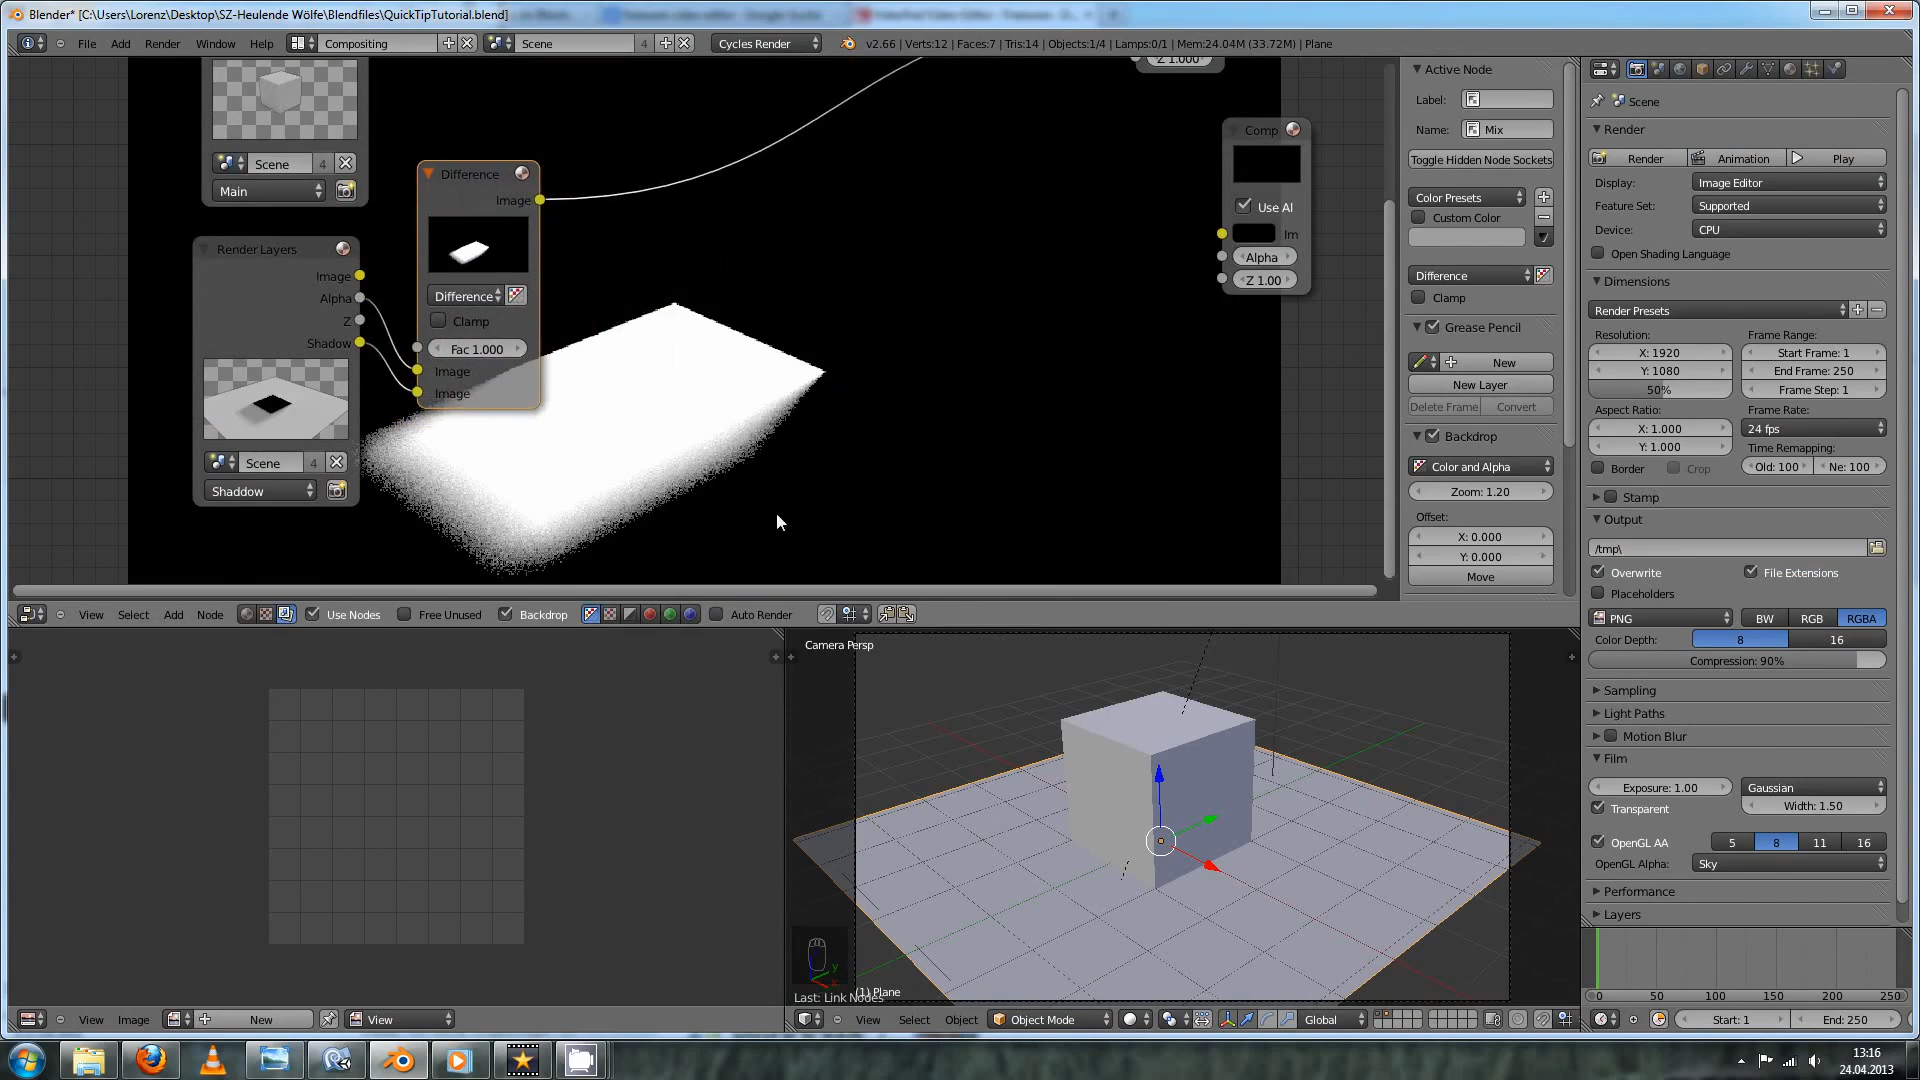 Blender* [C:\Users\Lorenz\Desktop\SZ-Heulende Wölfe\Blendfiles\QuickTipTutorial.blend]
File Add Render Window Help Compositing Scene 4 Cycles Render v2.66 | Verts:12 | Faces:7 | Tris:14 | Objects:1/4 | Lamps:0/1 | Mem:24.04M (33.72M) | Plane
Z 1.000
Scene 4
Main
Difference
Image
Difference
Clamp
Fac 1.000
Image
Image
Render Layers
Image
Alpha
Z
Shadow
Scene 4
Shaddow
Comp
Use Al
Im
Alpha
Z 1.00
Active Node
Label:
Name: Mix
Toggle Hidden Node Sockets
Color Presets
Custom Color
Difference
Clamp
Grease Pencil
New
New Layer
Delete Frame Convert
Backdrop
Color and Alpha
Zoom: 1.20
Offset:
X: 0.000
Y: 0.000
Move
Scene
Render
Render Animation Play
Display: Image Editor
Feature Set: Supported
Device: CPU
Open Shading Language
Dimensions
Render Presets
Resolution: Frame Range:
X: 1920 Start Frame: 1
Y: 1080 End Frame: 250
50% Frame Step: 1
Aspect Ratio: Frame Rate:
X: 1.000 24 fps
Y: 1.000 Time Remapping:
Border Crop Old: 100 Ne: 100
Stamp
Output
/tmp\
Overwrite File Extensions
Placeholders
PNG BW RGB RGBA
Color Depth: 8 16
Compression: 90%
Sampling
Light Paths
Motion Blur
Film
Exposure: 1.00 Gaussian
Transparent Width: 1.50
OpenGL AA 5 8 11 16
OpenGL Alpha: Sky
Performance
Layers
View Select Add Node Use Nodes Free Unused Backdrop Auto Render
Camera Persp
y
Last: Link Nodes
(1) Plane
0 50 100 150 200 250
View Image New View
View Select Object Object Mode Global
Start: 1 End: 250
13:16
24.04.2013